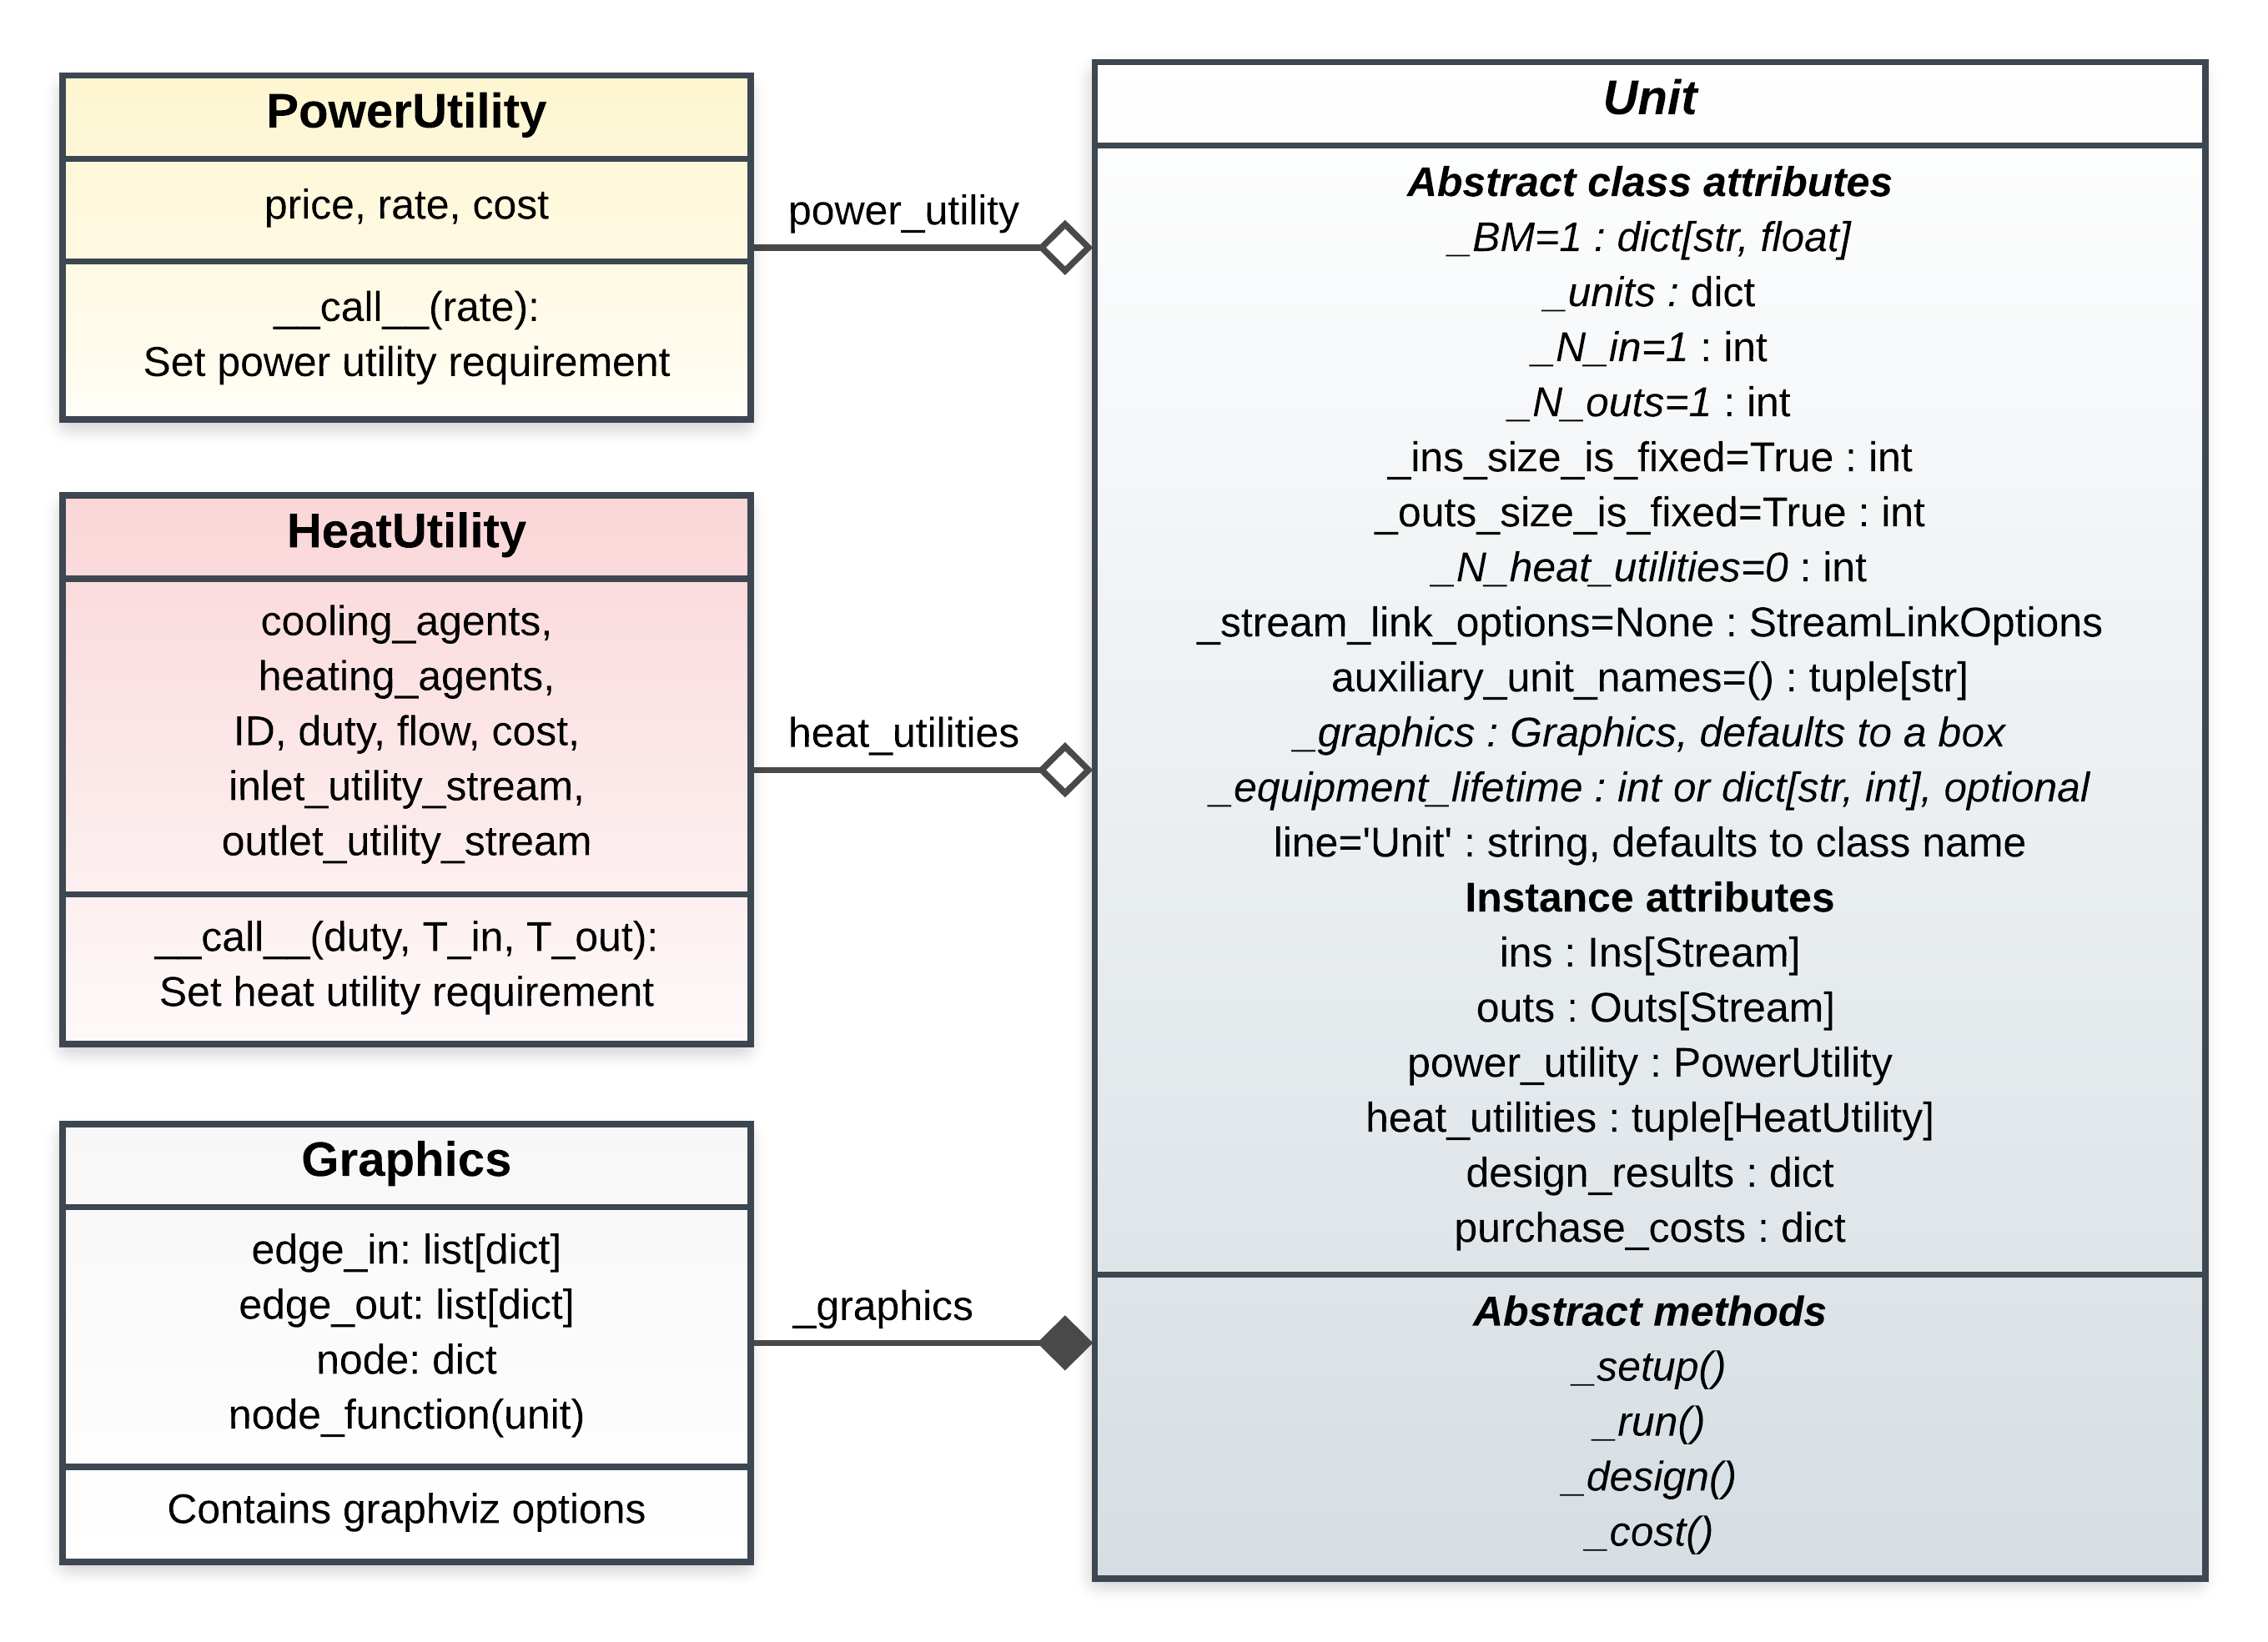 PowerUtility
price, rate, cost
__call__(rate):
Set power utility requirement
power_utility
HeatUtility
cooling_agents,
heating_agents,
ID, duty, flow, cost,
inlet_utility_stream,
outlet_utility_stream
__call__(duty, T_in, T_out):
Set heat utility requirement
heat_utilities
Graphics
edge_in: list[dict]
edge_out: list[dict]
node: dict
node_function(unit)
Contains graphviz options
_graphics
Unit
Abstract class attributes
_BM=1 : dict[str, float]
_units : dict
_N_in=1 : int
_N_outs=1 : int
_ins_size_is_fixed=True : int
_outs_size_is_fixed=True : int
_N_heat_utilities=0 : int
_stream_link_options=None : StreamLinkOptions
auxiliary_unit_names=() : tuple[str]
_graphics : Graphics, defaults to a box
_equipment_lifetime : int or dict[str, int], optional
line='Unit' : string, defaults to class name
Instance attributes
ins : Ins[Stream]
outs : Outs[Stream]
power_utility : PowerUtility
heat_utilities : tuple[HeatUtility]
design_results : dict
purchase_costs : dict
Abstract methods
_setup()
_run()
_design()
_cost()